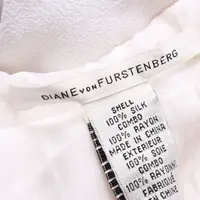 DIANE VON FURSTENBERG
SHELL
100% SILK
COMBO
100% RAYON
MADE IN CHINA
EXTERIEUR
100% SOIE
COMBO
100% RAYONNE
FABRIQUÉ
EN CHINE